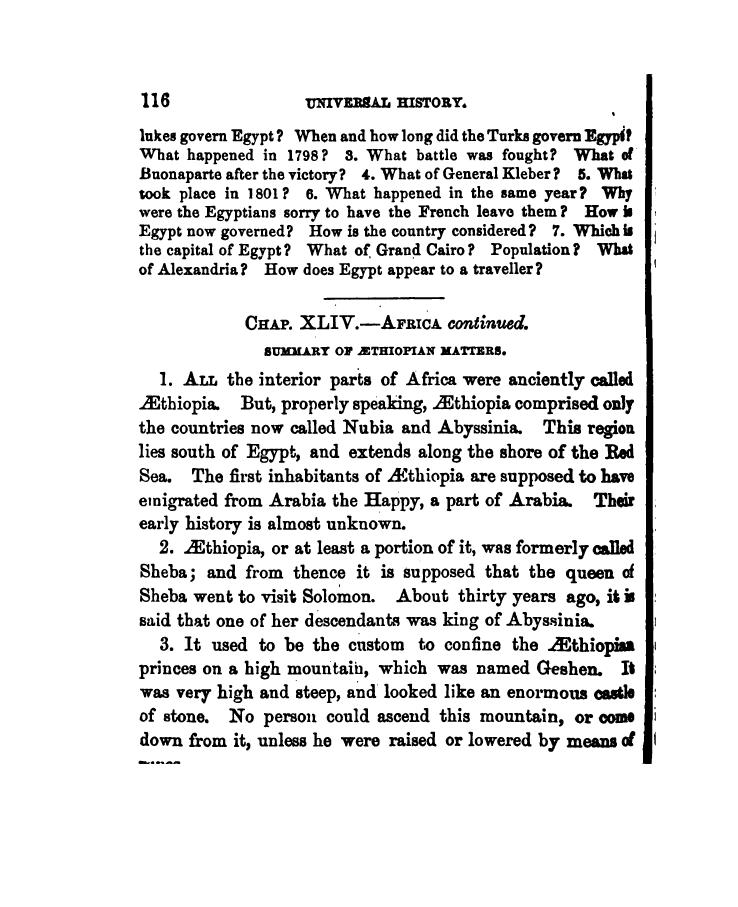 116 UNIVERSAL HISTORY.
lukes govern Egypt? When and how long did the Turks govern Egypt?
What happened in 1798? 3. What battle was fought? What of
Buonaparte after the victory? 4. What of General Kleber? 5. What
took place in 1801? 6. What happened in the same year? Why
were the Egyptians sorry to have the French leave them? How is
Egypt now governed? How is the country considered? 7. Which is
the capital of Egypt? What of Grand Cairo? Population? What
of Alexandria? How does Egypt appear to a traveller?
CHAP. XLIV.—AFRICA continued.
SUMMARY OF ÆTHIOPIAN MATTERS.
1. ALL the interior parts of Africa were anciently called
Æthiopia. But, properly speaking, Æthiopia comprised only
the countries now called Nubia and Abyssinia. This region
lies south of Egypt, and extends along the shore of the Red
Sea. The first inhabitants of Æthiopia are supposed to have
emigrated from Arabia the Happy, a part of Arabia. Their
early history is almost unknown.
2. Æthiopia, or at least a portion of it, was formerly called
Sheba; and from thence it is supposed that the queen of
Sheba went to visit Solomon. About thirty years ago, it is
said that one of her descendants was king of Abyssinia.
3. It used to be the custom to confine the Æthiopian
princes on a high mountain, which was named Geshen. It
was very high and steep, and looked like an enormous castle
of stone. No person could ascend this mountain, or come
down from it, unless he were raised or lowered by means of